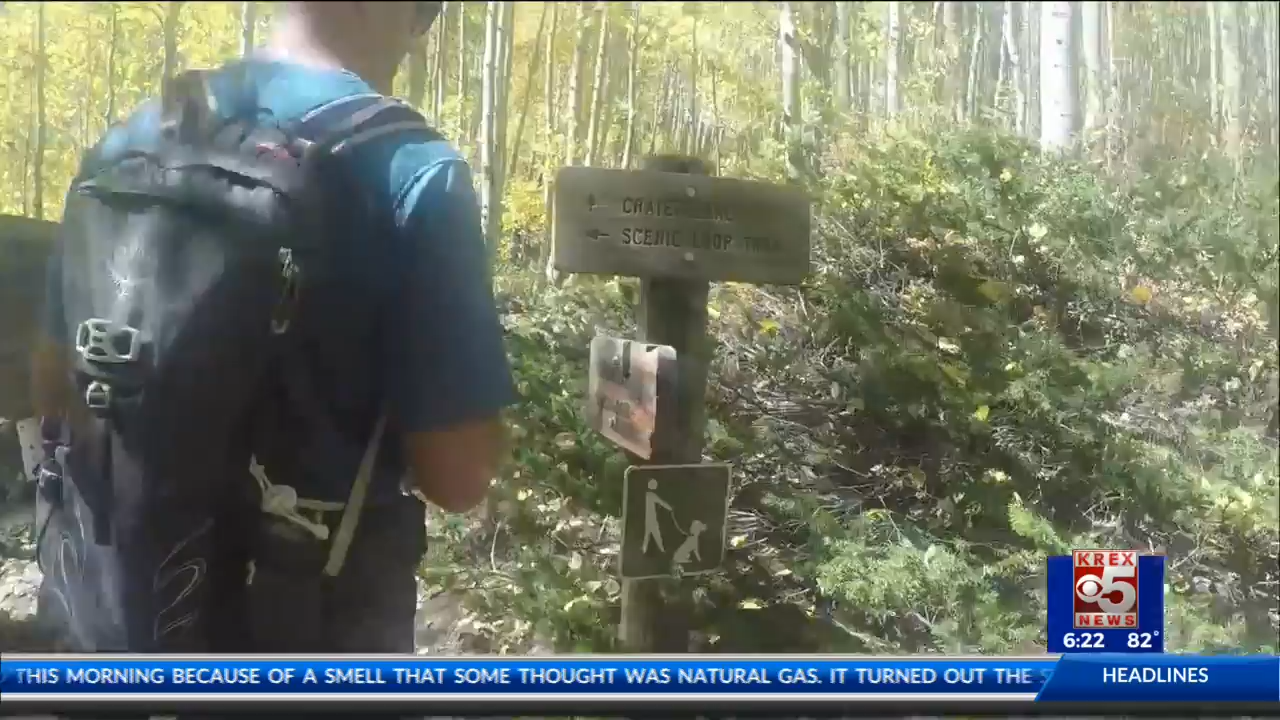 CRATER LAKE
SCENIC LOOP TRAIL
KREX
5
NEWS
6:22 82°
THIS MORNING BECAUSE OF A SMELL THAT SOME THOUGHT WAS NATURAL GAS. IT TURNED OUT THE
HEADLINES